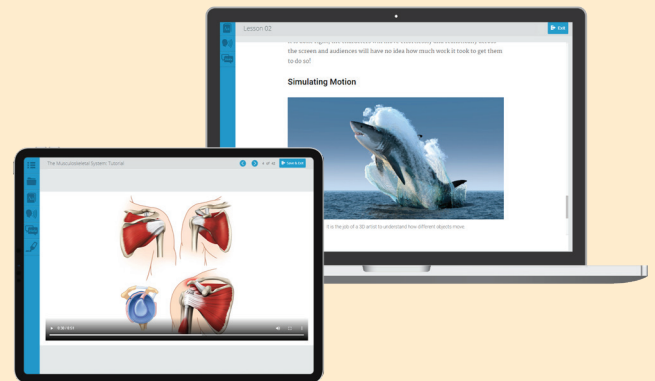 Lesson 02
Exit
the screen and audiences will have no idea how much work it took to get them
to do so!
Simulating Motion
It is the job of a 3D artist to understand how different objects move.
The Musculoskeletal System: Tutorial